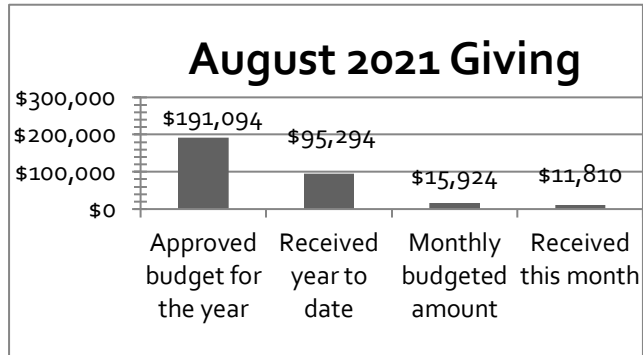 August 2021 Giving
$300,000
$200,000
$100,000
$0
$191,094
$95,294
$15,924
$11,810
Approved
budget for
the year
Received
year to
date
Monthly
budgeted
amount
Received
this month